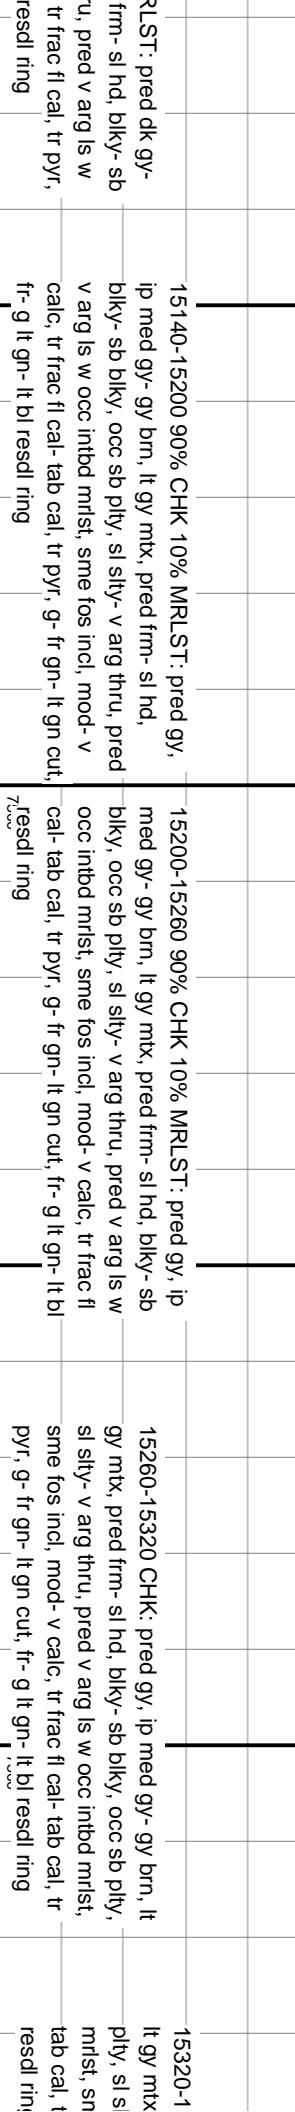 RLST: pred dk gy-
frm- sl hd, blky- sb
u, pred v arg ls w
tr frac fl cal, tr pyr,
resdl ring
15140-15200 90% CHK 10% MRLST: pred gy,
ip med gy- gy brn, lt gy mtx, pred frm- sl hd,
blky- sb blky, occ sb plty, sl slty- v arg thru, pred
v arg ls w occ intbd mrlst, sme fos incl, mod- v
calc, tr frac fl cal- tab cal, tr pyr, g- fr gn- lt gn cut,
fr- g lt gn- lt bl resdl ring
15200-15260 90% CHK 10% MRLST: pred gy, ip
med gy- gy brn, lt gy mtx, pred frm- sl hd, blky- sb
blky, occ sb plty, sl slty- v arg thru, pred v arg ls w
occ intbd mrlst, sme fos incl, mod- v calc, tr frac fl
cal- tab cal, tr pyr, g- fr gn- lt gn cut, fr- g lt gn- lt bl
resdl ring
15260-15320 CHK: pred gy, ip med gy- gy brn, lt
gy mtx, pred frm- sl hd, blky- sb blky, occ sb plty,
sl slty- v arg thru, pred v arg ls w occ intbd mrlst,
sme fos incl, mod- v calc, tr frac fl cal- tab cal, tr
pyr, g- fr gn- lt gn cut, fr- g lt gn- lt bl resdl ring
15320-1
lt gy mtx
plty, sl sl
mrlst, sm
tab cal, t
resdl ring